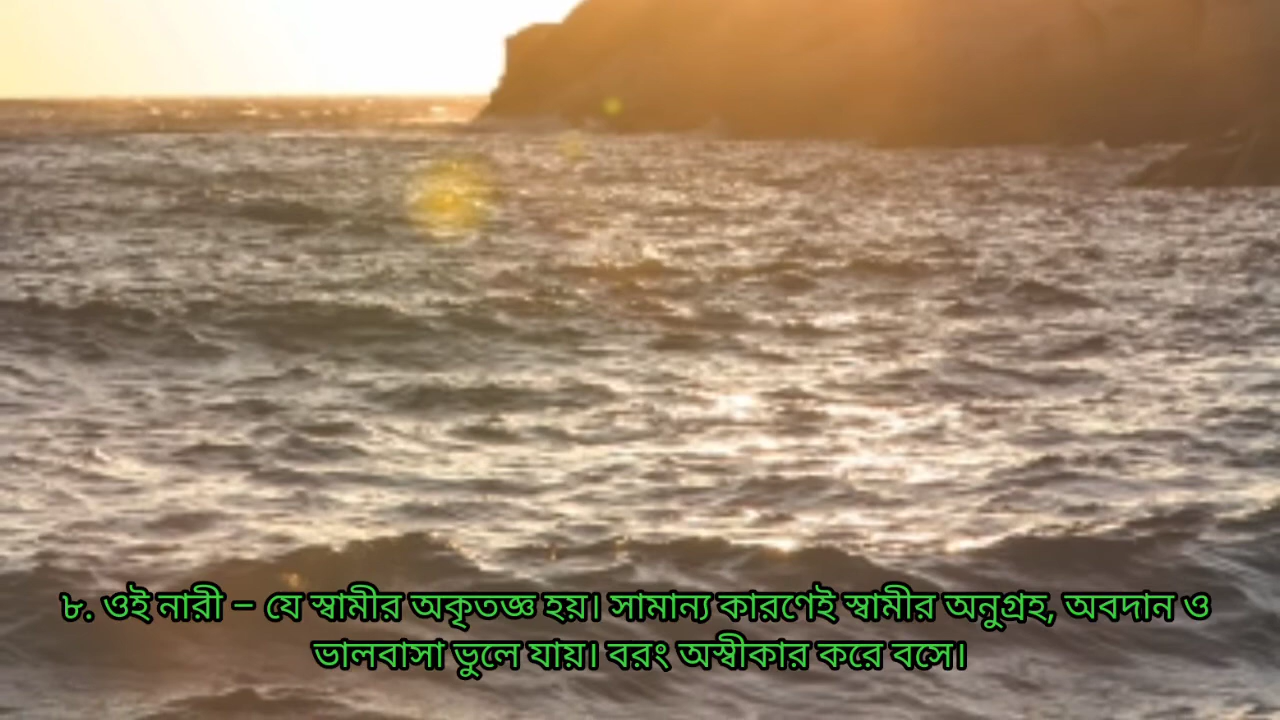 ৮. ওই নারী – যে স্বামীর অকৃতজ্ঞ হয়। সামান্য কারণেই স্বামীর অনুগ্রহ, অবদান ও
ভালবাসা ভুলে যায়। বরং অস্বীকার করে বসে।